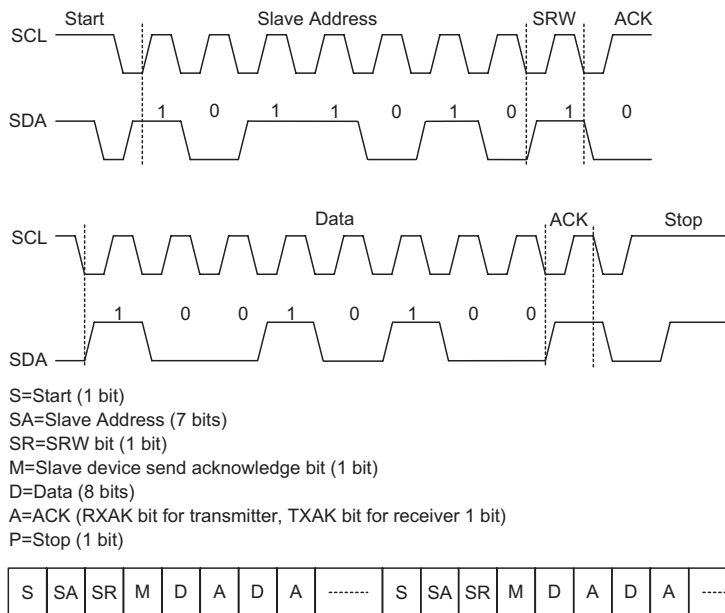 Start Slave Address SRW ACK
SCL
1 0 1 1 0 1 0 1 0
SDA
Data ACK Stop
SCL
1 0 0 1 0 1 0 0
SDA
S=Start (1 bit)
SA=Slave Address (7 bits)
SR=SRW bit (1 bit)
M=Slave device send acknowledge bit (1 bit)
D=Data (8 bits)
A=ACK (RXAK bit for transmitter, TXAK bit for receiver 1 bit)
P=Stop (1 bit)
S SA SR M D A D A ------- S SA SR M D A D A -----